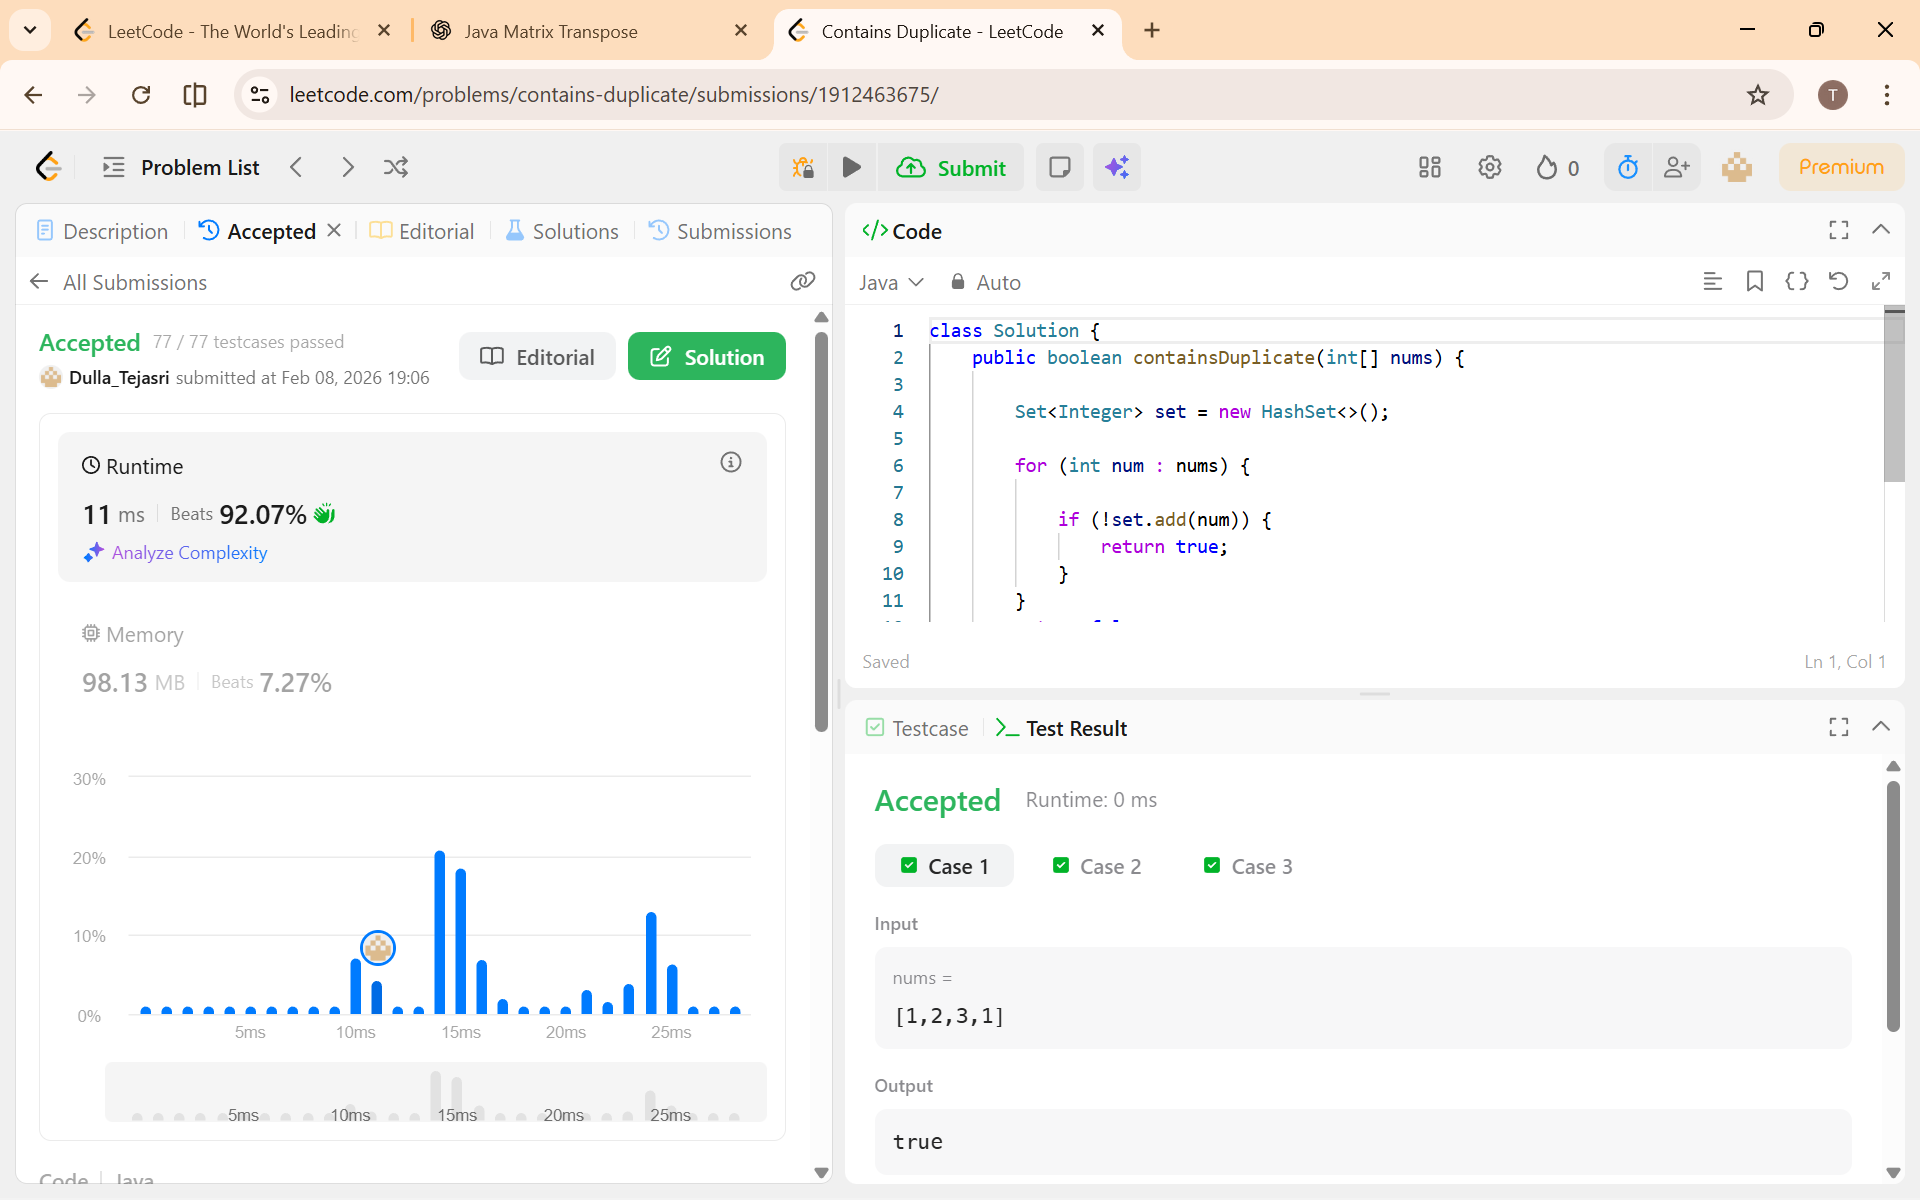 LeetCode - The World's Leading
Java Matrix Transpose
Contains Duplicate - LeetCode
leetcode.com/problems/contains-duplicate/submissions/1912463675/
T
Problem List
Submit
0
Premium
Description
Accepted
Editorial
Solutions
Submissions
All Submissions
Accepted 77 / 77 testcases passed
Dulla_Tejasri submitted at Feb 08, 2026 19:06
Editorial
Solution
Runtime
11 ms Beats 92.07%
Analyze Complexity
Memory
98.13 MB Beats 7.27%
30%
20%
10%
0%
5ms 10ms 15ms 20ms 25ms
5ms 10ms 15ms 20ms 25ms
Code Java
</> Code
Java Auto
1 class Solution {
2 public boolean containsDuplicate(int[] nums) {
3
4 Set<Integer> set = new HashSet<>();
5
6 for (int num : nums) {
7
8 if (!set.add(num)) {
9 return true;
10 }
11 }
Saved
Ln 1, Col 1
Testcase
Test Result
Accepted Runtime: 0 ms
Case 1 Case 2 Case 3
Input
nums =
[1,2,3,1]
Output
true